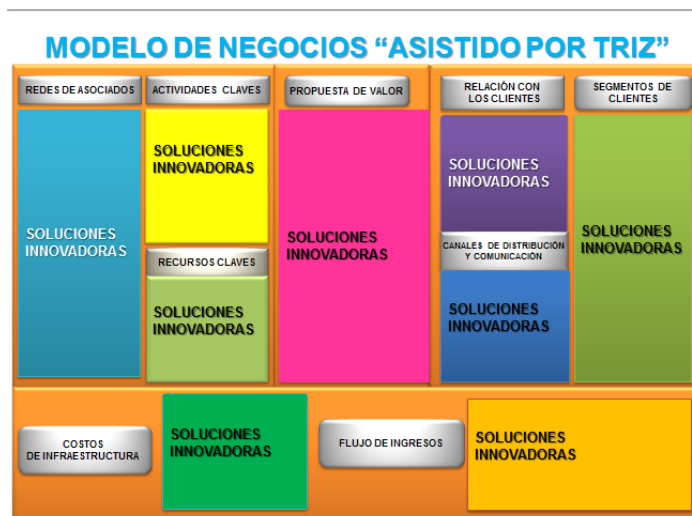 MODELO DE NEGOCIOS “ASISTIDO POR TRIZ”
REDES DE ASOCIADOS
SOLUCIONES
INNOVADORAS
ACTIVIDADES CLAVES
SOLUCIONES
INNOVADORAS
RECURSOS CLAVES
SOLUCIONES
INNOVADORAS
PROPUESTA DE VALOR
SOLUCIONES
INNOVADORAS
RELACIÓN CON
LOS CLIENTES
SOLUCIONES
INNOVADORAS
CANALES DE DISTRIBUCIÓN
Y COMUNICACIÓN
SOLUCIONES
INNOVADORAS
SEGMENTOS DE
CLIENTES
SOLUCIONES
INNOVADORAS
COSTOS
DE INFRAESTRUCTURA
SOLUCIONES
INNOVADORAS
FLUJO DE INGRESOS
SOLUCIONES
INNOVADORAS